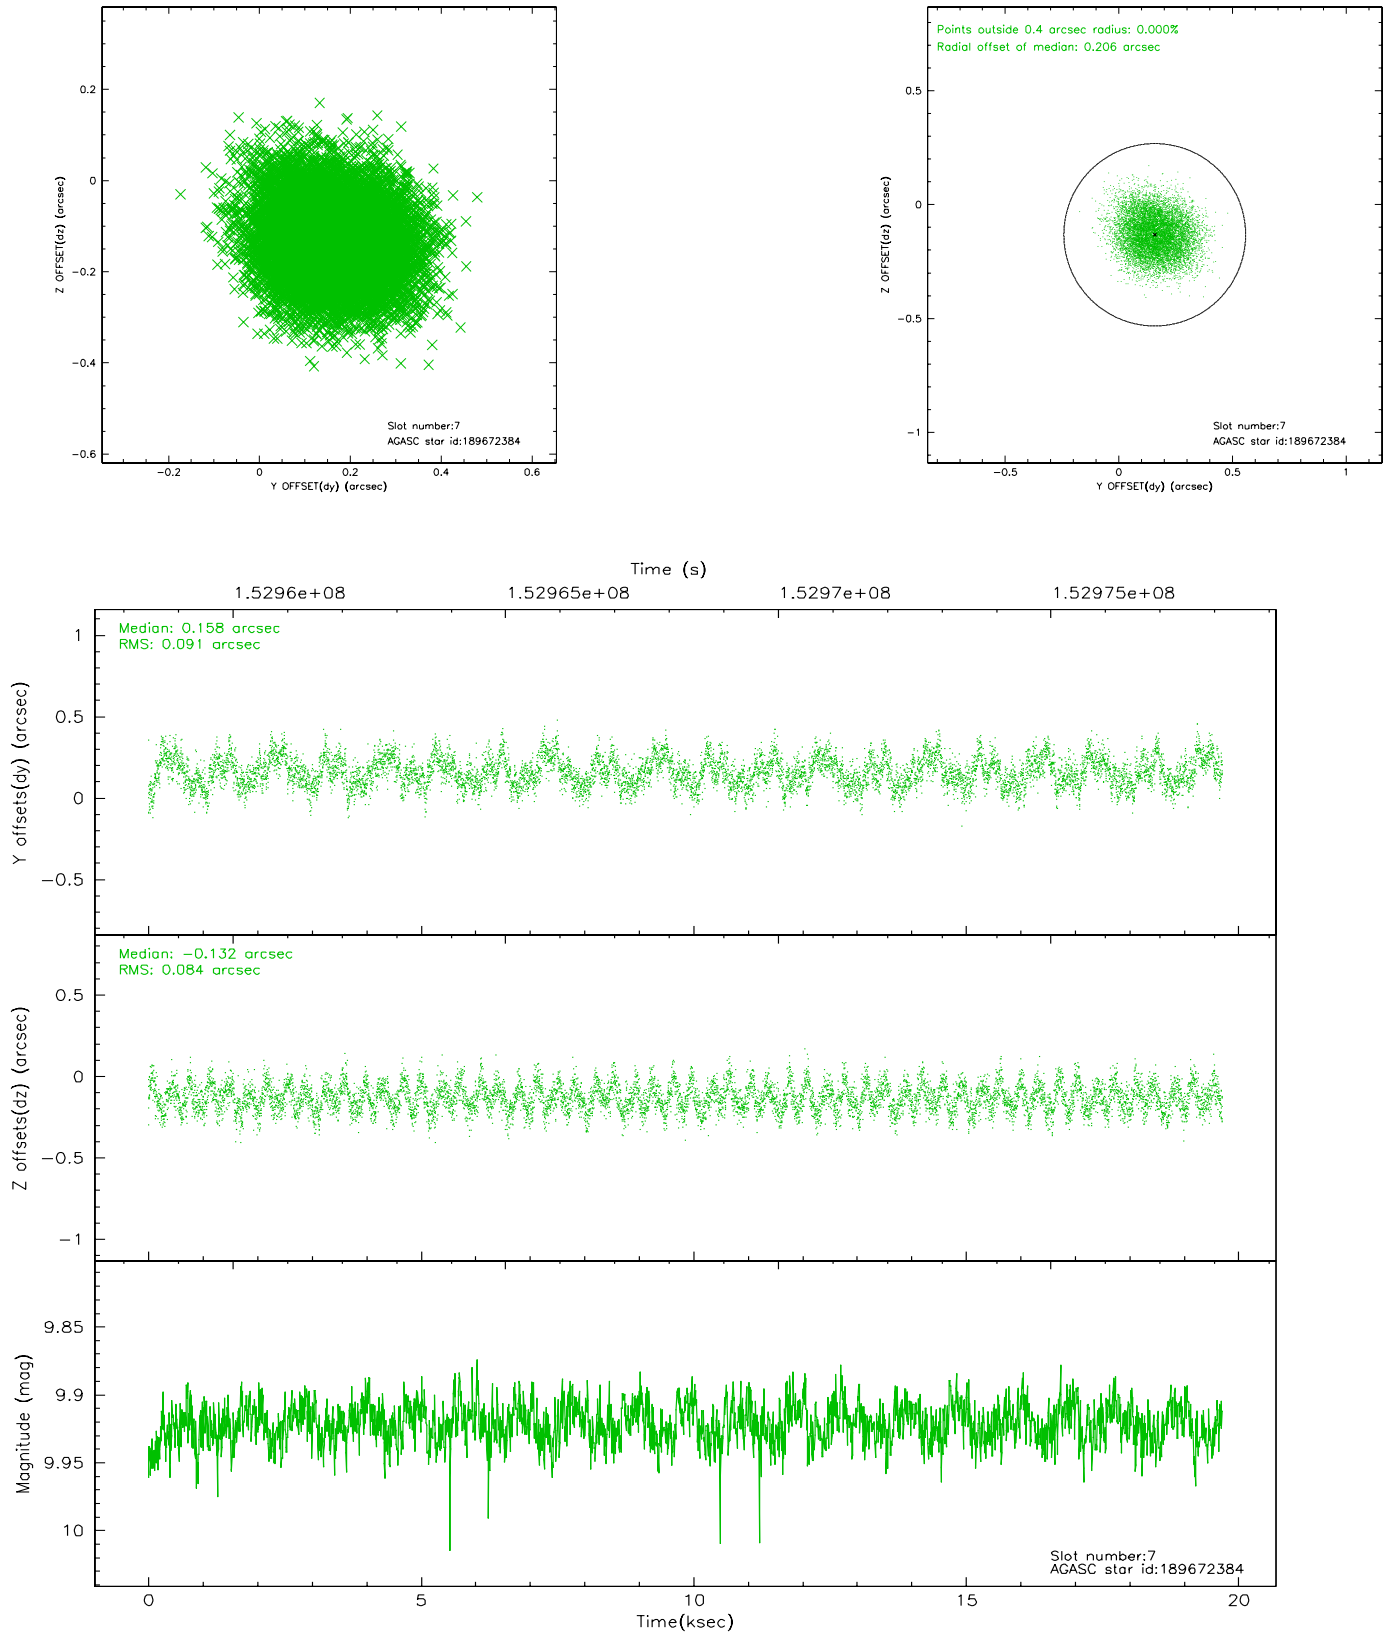 0.2
0
−0.2
−0.4
−0.6
Z OFFSET(dz) (arcsec)
Slot number:7
AGASC star id:189672384
−0.2
0
0.2
0.4
0.6
Y OFFSET(dy) (arcsec)
Points outside 0.4 arcsec radius: 0.000%
Radial offset of median: 0.206 arcsec
0.5
0
−0.5
−1
Z OFFSET(dz) (arcsec)
Slot number:7
AGASC star id:189672384
−0.5
0
0.5
1
Y OFFSET(dy) (arcsec)
Time (s)
1.5296e+08
1.52965e+08
1.5297e+08
1.52975e+08
Median: 0.158 arcsec
RMS: 0.091 arcsec
1
0.5
0
−0.5
Y offsets(dy) (arcsec)
Median: −0.132 arcsec
RMS: 0.084 arcsec
0.5
0
−0.5
−1
Z offsets(dz) (arcsec)
9.85
9.9
9.95
10
Magnitude (mag)
Slot number:7
AGASC star id:189672384
0
5
10
15
20
Time(ksec)